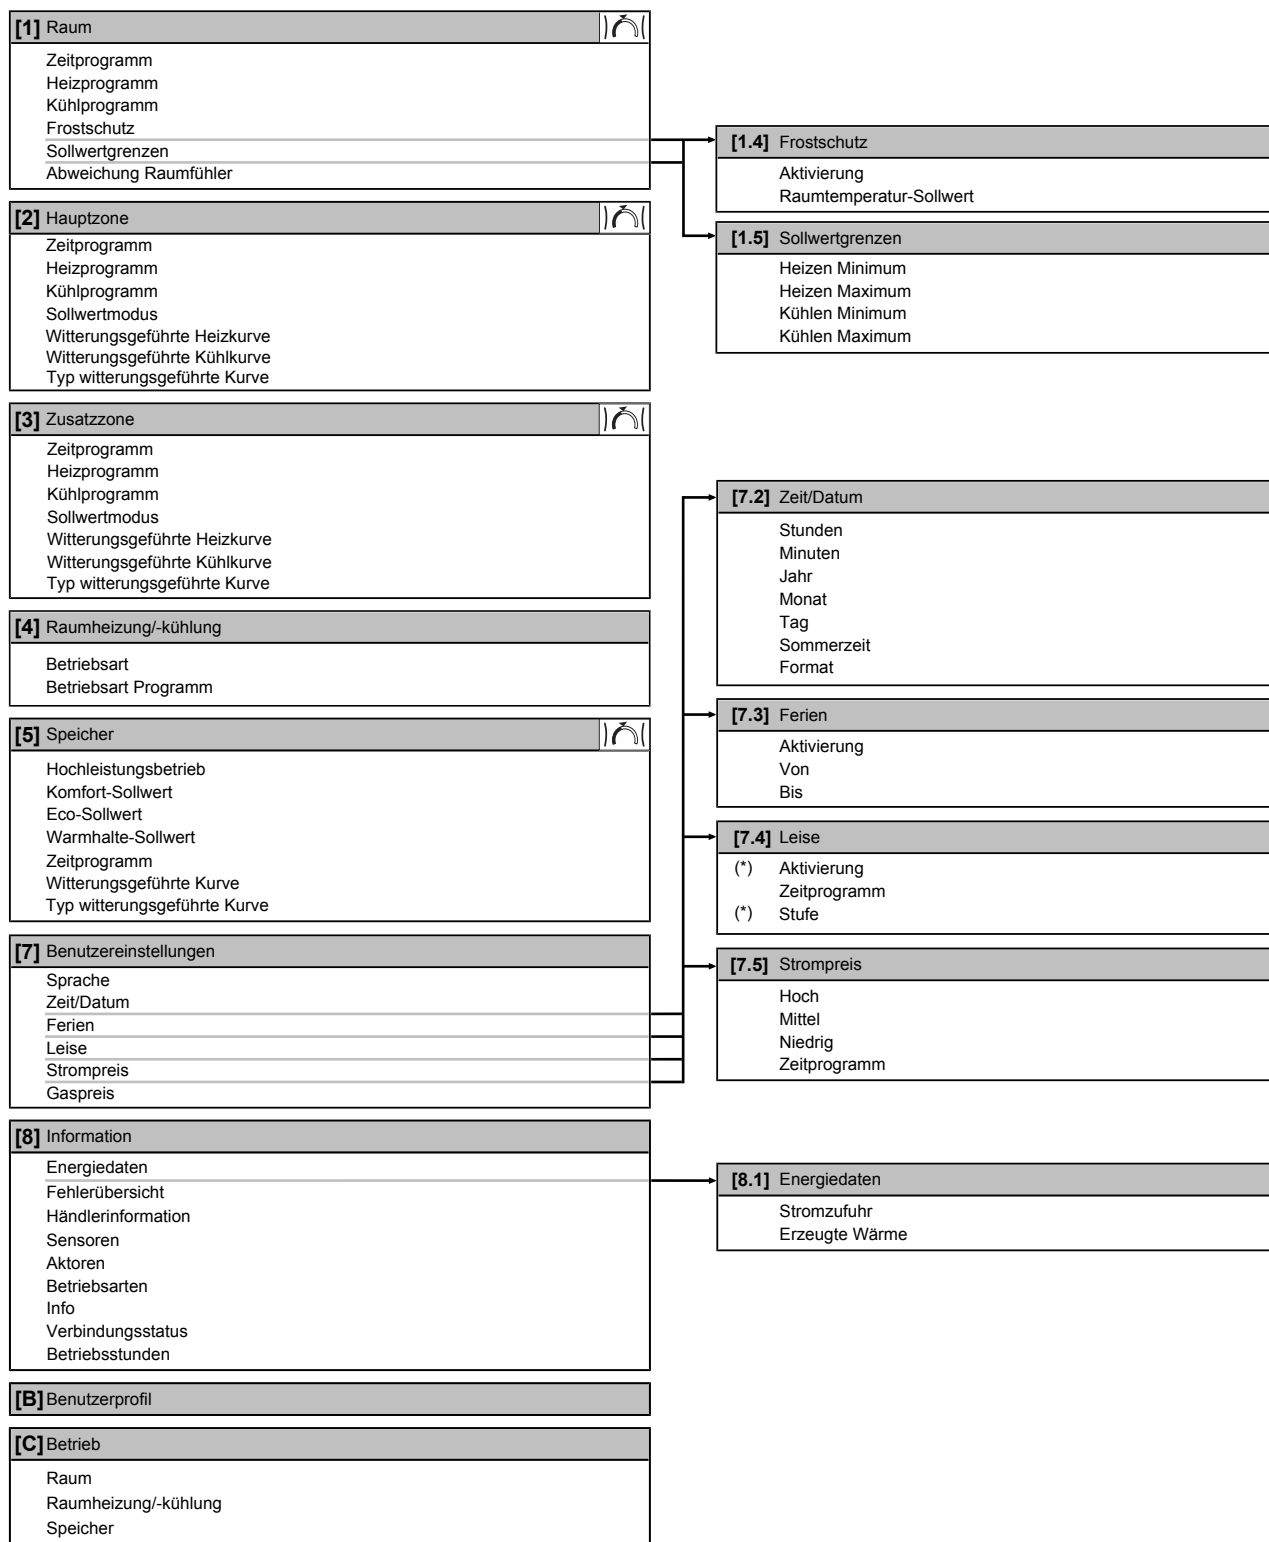 [1] Raum
Zeitprogramm
Heizprogramm
Kühlprogramm
Frostschutz
Sollwertgrenzen
Abweichung Raumfühler
[1.4] Frostschutz
Aktivierung
Raumtemperatur-Sollwert
[1.5] Sollwertgrenzen
Heizen Minimum
Heizen Maximum
Kühlen Minimum
Kühlen Maximum
[2] Hauptzone
Zeitprogramm
Heizprogramm
Kühlprogramm
Sollwertmodus
Witterungsgeführte Heizkurve
Witterungsgeführte Kühlkurve
Typ witterungsgeführte Kurve
[3] Zusatzzone
Zeitprogramm
Heizprogramm
Kühlprogramm
Sollwertmodus
Witterungsgeführte Heizkurve
Witterungsgeführte Kühlkurve
Typ witterungsgeführte Kurve
[4] Raumheizung/-kühlung
Betriebsart
Betriebsart Programm
[5] Speicher
Hochleistungsbetrieb
Komfort-Sollwert
Eco-Sollwert
Warmhalte-Sollwert
Zeitprogramm
Witterungsgeführte Kurve
Typ witterungsgeführte Kurve
[7] Benutzereinstellungen
Sprache
Zeit/Datum
Ferien
Leise
Strompreis
Gaspreis
[7.2] Zeit/Datum
Stunden
Minuten
Jahr
Monat
Tag
Sommerzeit
Format
[7.3] Ferien
Aktivierung
Von
Bis
[7.4] Leise
(*) Aktivierung
Zeitprogramm
(*) Stufe
[7.5] Strompreis
Hoch
Mittel
Niedrig
Zeitprogramm
[8] Information
Energiedaten
Fehlerübersicht
Händlerinformation
Sensoren
Aktoren
Betriebsarten
Info
Verbindungsstatus
Betriebsstunden
[8.1] Energiedaten
Stromzufuhr
Erzeugte Wärme
[B] Benutzerprofil
[C] Betrieb
Raum
Raumheizung/-kühlung
Speicher